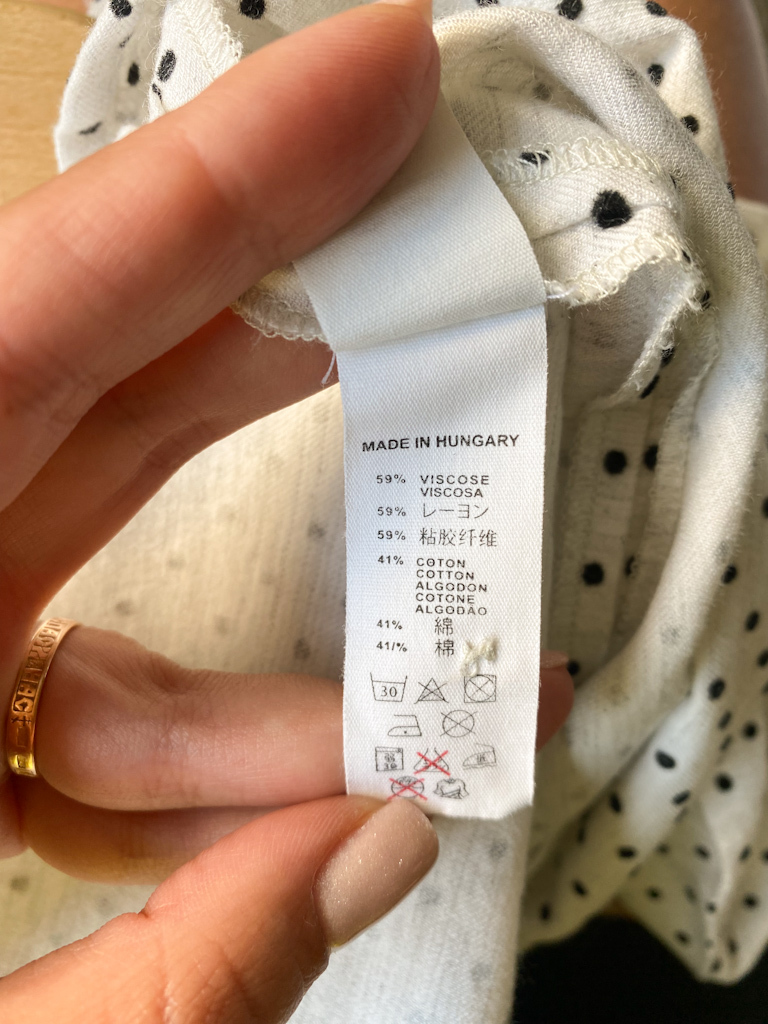 MADE IN HUNGARY
59% VISCOSE
VISCOSA
59% レーヨン
59% 粘胶纤维
41% COTON
COTTON
ALGODON
COTONE
ALGODÃO
41% 綿
41% 棉
30